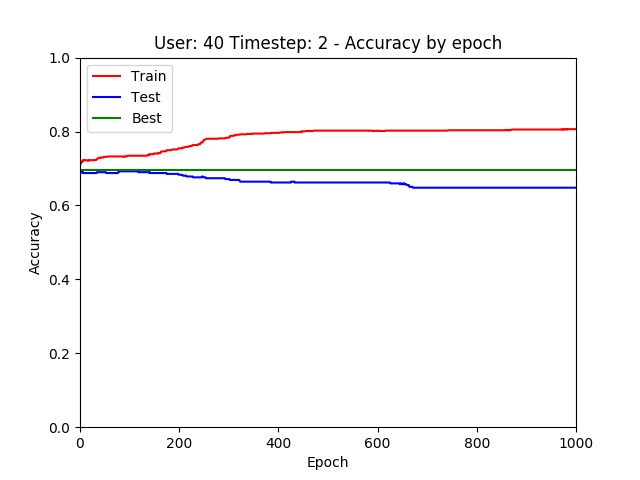 User: 40 Timestep: 2 - Accuracy by epoch
1.0
Train
Test
Best
0.8
0.6
0.4
0.2
0.0
Accuracy
0 200 400 600 800 1000
Epoch